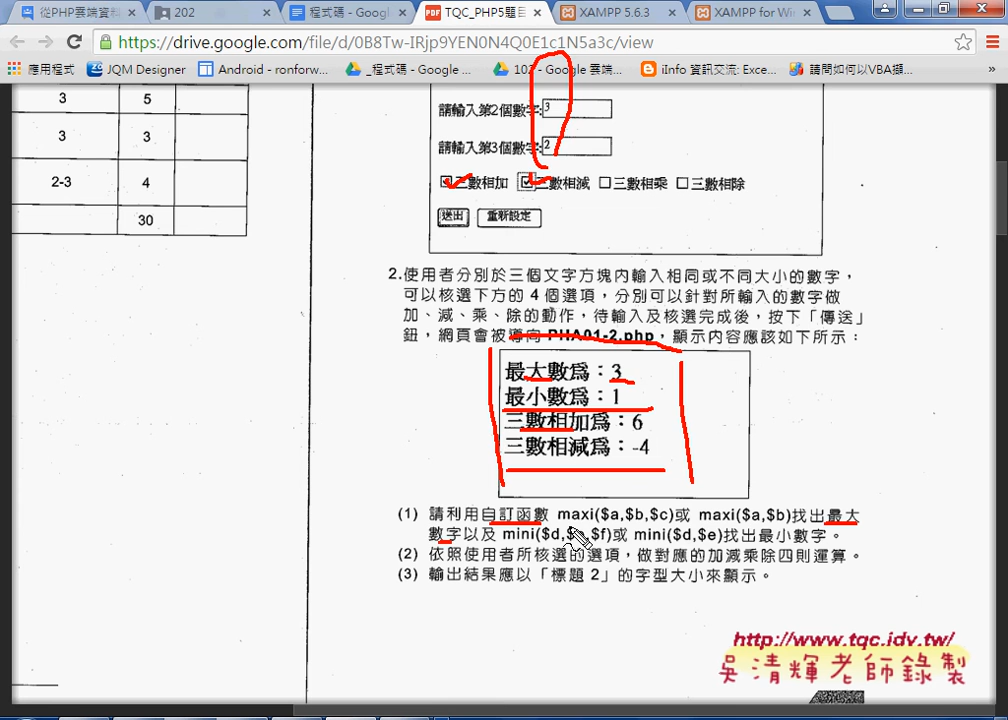 從PHP雲端資料
202
程式碼 - Googl
TQC_PHP5題目
XAMPP 5.6.3
XAMPP for Win
https://drive.google.com/file/d/0B8Tw-IRjp9YEN0N4Q0E1c1N5a3c/view
應用程式
JQM Designer
Android - ronforw...
_程式碼 - Google ...
102 - Google 雲端...
iInfo 資訊交流: Exce...
請問如何以VBA擷...
»
3 5
3 3
2-3 4
30
請輸入第2個數字:3
請輸入第3個數字:2
三數相加 三數相減 三數相乘 三數相除
送出 重新設定
2.使用者分別於三個文字方塊內輸入相同或不同大小的數字，
可以核選下方的 4 個選項，分別可以針對所輸入的數字做
加、減、乘、除的動作，待輸入及核選完成後，按下「傳送」
鈕，網頁會被導向 PHA01-2.php，顯示內容應該如下所示：
最大數為：3
最小數為：1
三數相加為：6
三數相減為：-4
(1) 請利用自訂函數 maxi($a,$b,$c)或 maxi($a,$b)找出最大
數字以及 mini($d,$ ,$f)或 mini($d,$e)找出最小數字。
(2) 依照使用者所核選的選項，做對應的加減乘除四則運算。
(3) 輸出結果應以「標題 2」的字型大小來顯示。
http://www.tqc.idv.tw/
吳清輝老師錄製